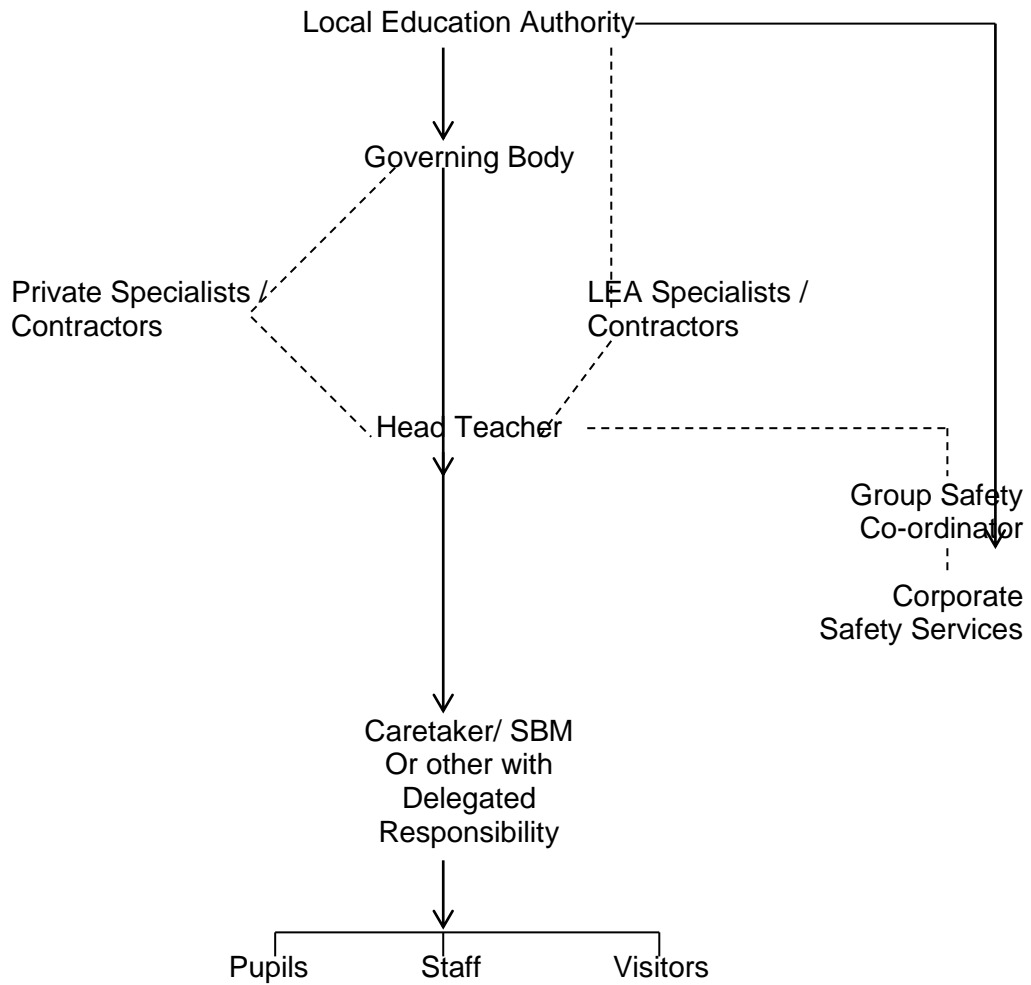 Local Education Authority
Governing Body
Private Specialists /
Contractors
LEA Specialists /
Contractors
Head Teacher
Group Safety
Co-ordinator
Corporate
Safety Services
Caretaker/ SBM
Or other with
Delegated
Responsibility
Pupils
Staff
Visitors